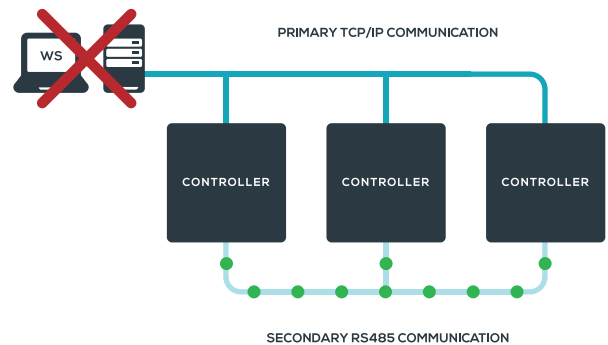 PRIMARY TCP/IP COMMUNICATION
WS
CONTROLLER
CONTROLLER
CONTROLLER
SECONDARY RS485 COMMUNICATION